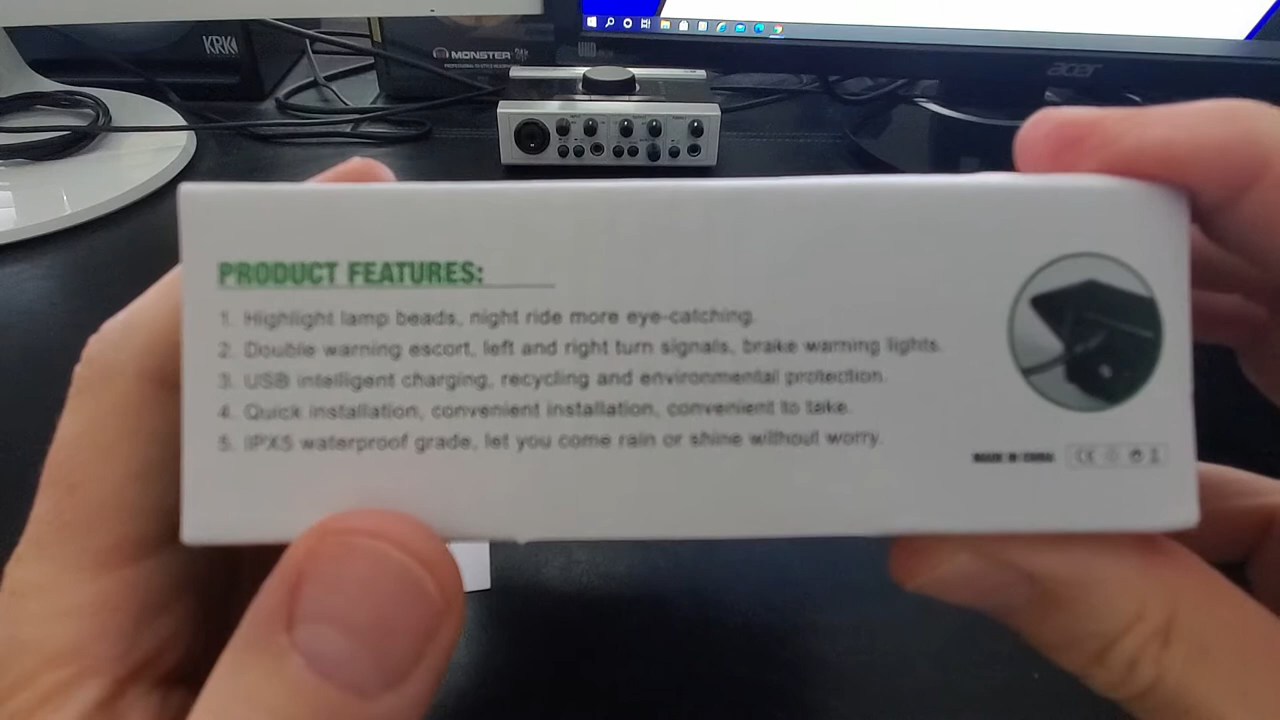 KRK
MONSTER
acer
PRODUCT FEATURES:
1. Highlight lamp beads, night ride more eye-catching.
2. Double warning escort, left and right turn signals, brake warning lights.
3. USB intelligent charging, recycling and environmental protection.
4. Quick installation, convenient installation, convenient to take.
5. IPX5 waterproof grade, let you come rain or shine without worry.
MADE IN CHINA
CE